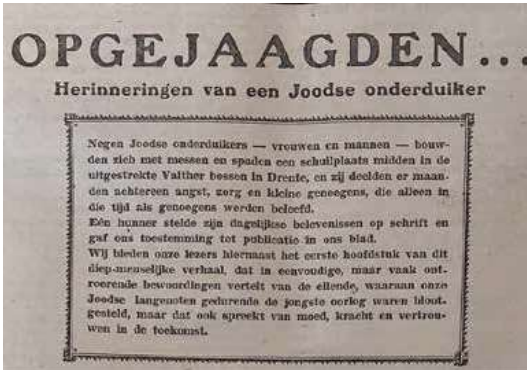 OPGEJAAGDEN...
Herinneringen van een Joodse onderduiker
Negen Joodse onderduikers — vrouwen en mannen — bouw-
den zich met messen en spaden een schuilplaats midden in de
uitgestrekte Valther bossen in Drente, en zij deelden er maan-
den achtereen angst, zorg en kleine genoegens, die alleen in
die tijd als genoegens werden beleefd.
Eén hunner stelde zijn dagelijkse belevenissen op schrift en
gaf ons toestemming tot publicatie in ons blad.
Wij bieden onze lezers hiernaast het eerste hoofdstuk van dit
diep-menselijke verhaal, dat in eenvoudige, maar vaak ont-
roerende bewoordingen vertelt van de ellende, waaraan onze
Joodse langenoten gedurende de jongste oorlog waren bloot-
gesteld, maar dat ook spreekt van moed, kracht en vertrou-
wen in de toekomst.